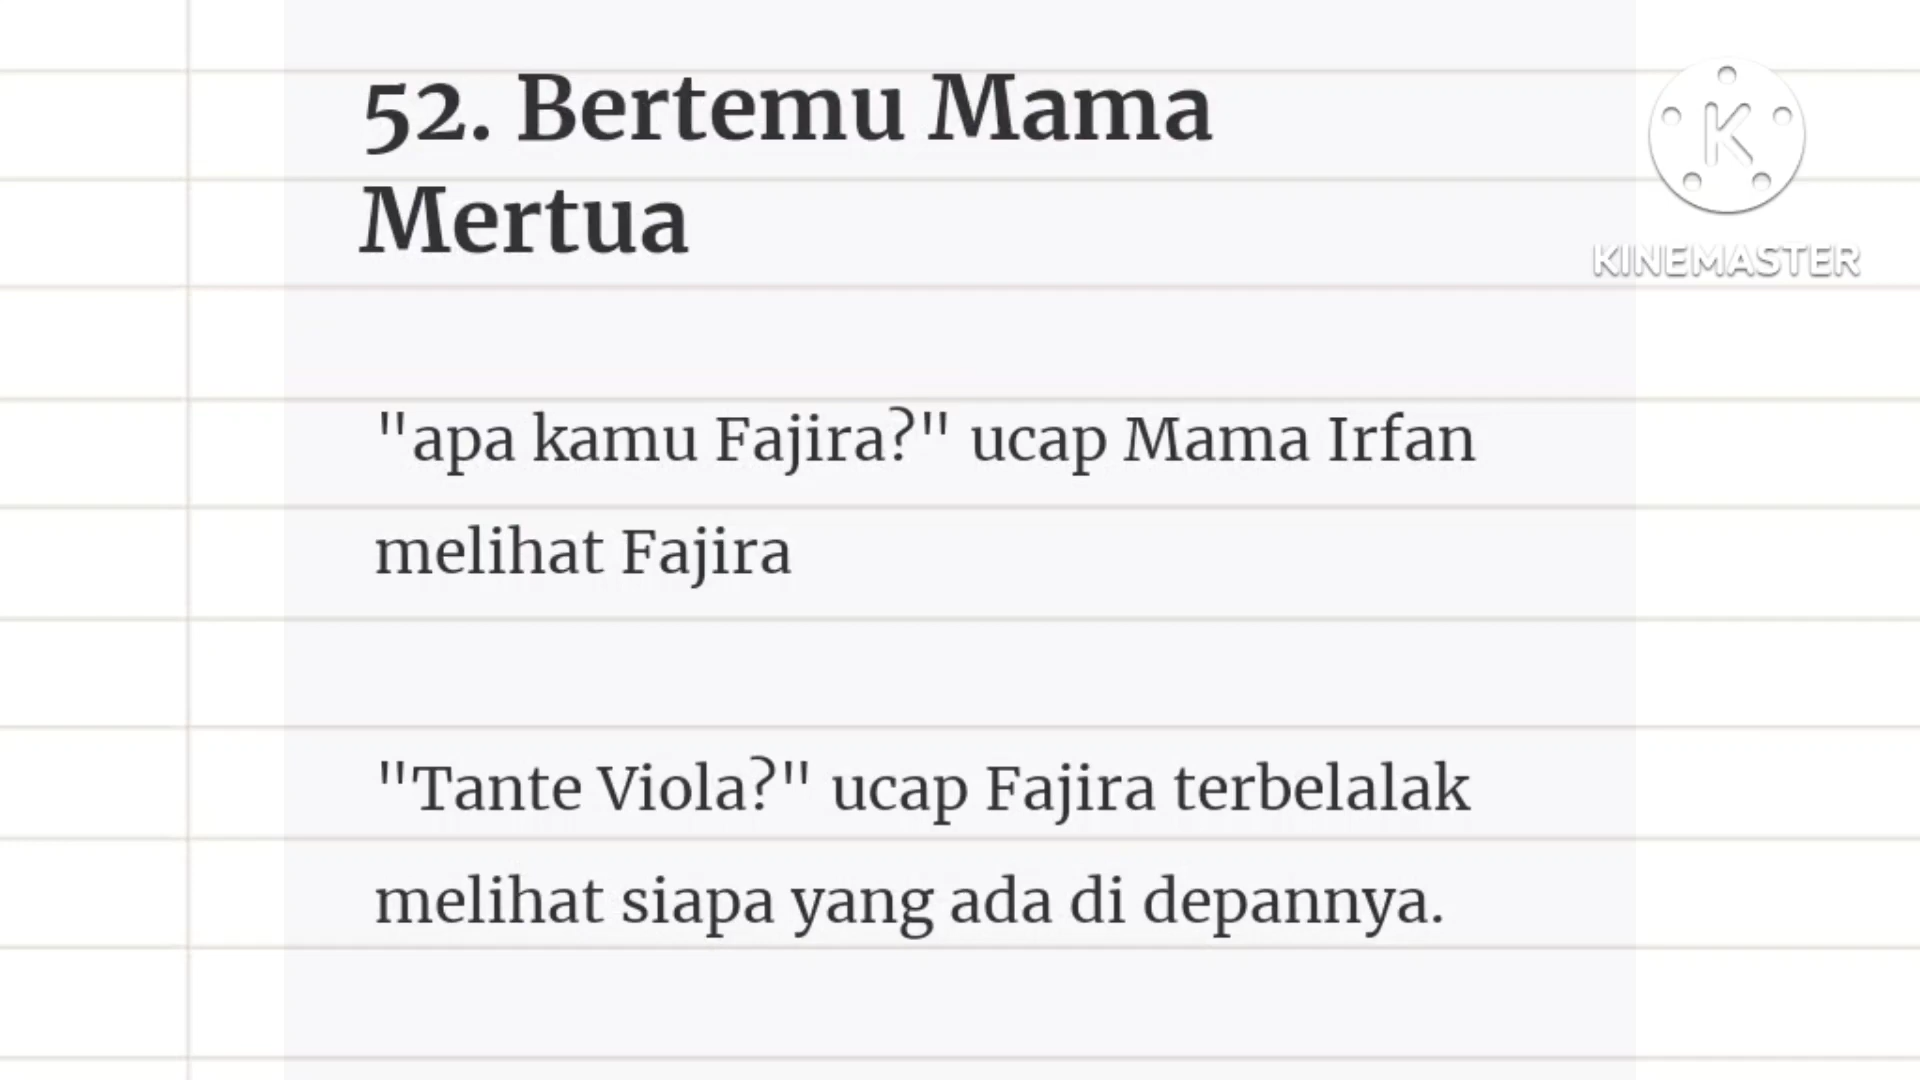 52. Bertemu Mama
Mertua
"apa kamu Fajira?" ucap Mama Irfan
melihat Fajira
"Tante Viola?" ucap Fajira terbelalak
melihat siapa yang ada di depannya.
K
KINEMASTER